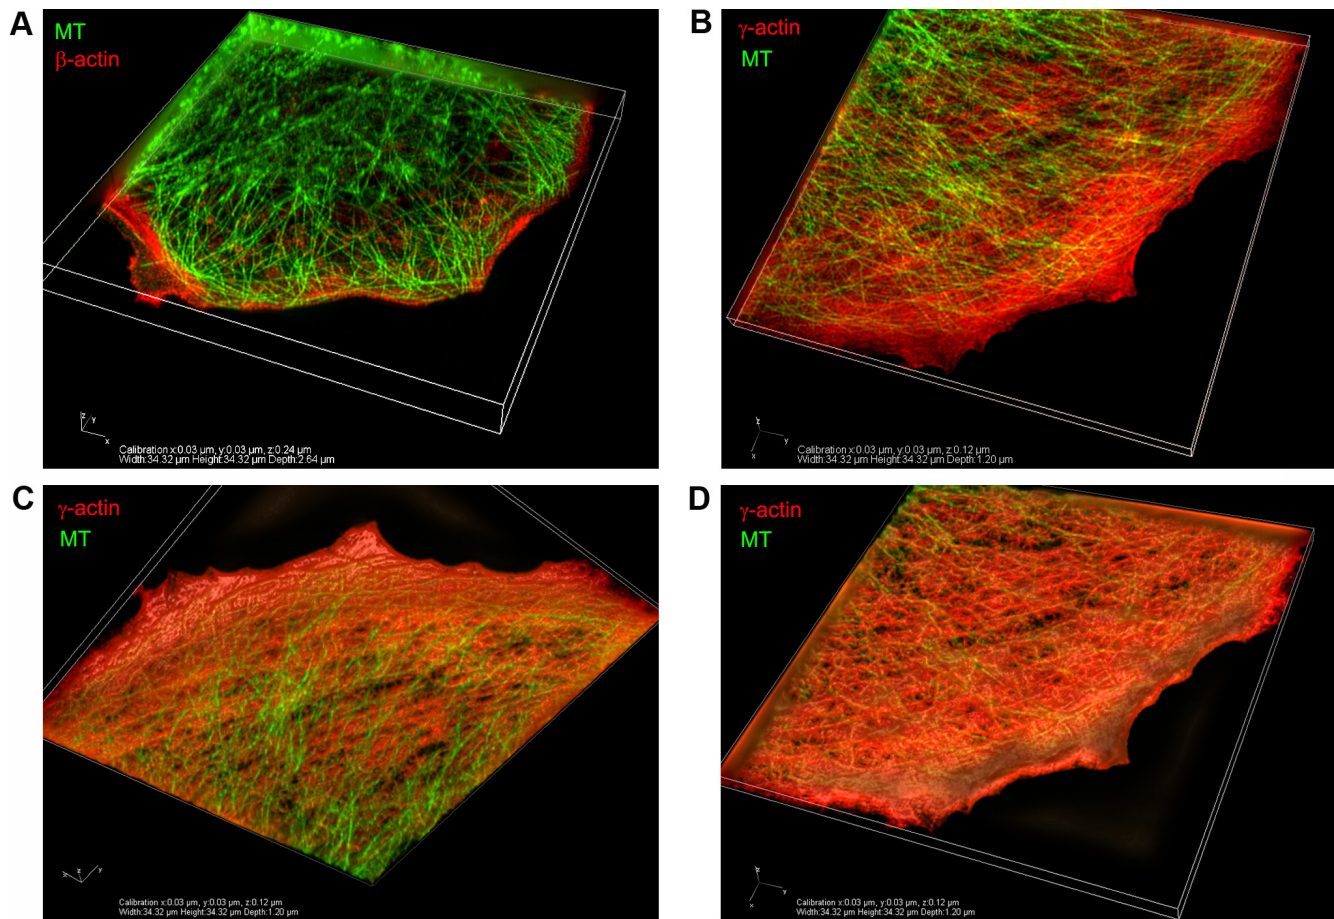 A
MT
β-actin
z
y
x
Calibration x:0.03 µm, y:0.03 µm, z:0.24 µm
Width:34.32 µm Height:34.32 µm Depth:2.64 µm
B
γ-actin
MT
z
y
x
Calibration x:0.03 µm, y:0.03 µm, z:0.12 µm
Width:34.32 µm Height:34.32 µm Depth:1.20 µm
C
γ-actin
MT
x
z
y
Calibration x:0.03 µm, y:0.03 µm, z:0.12 µm
Width:34.32 µm Height:34.32 µm Depth:1.20 µm
D
γ-actin
MT
z
y
x
Calibration x:0.03 µm, y:0.03 µm, z:0.12 µm
Width:34.32 µm Height:34.32 µm Depth:1.20 µm